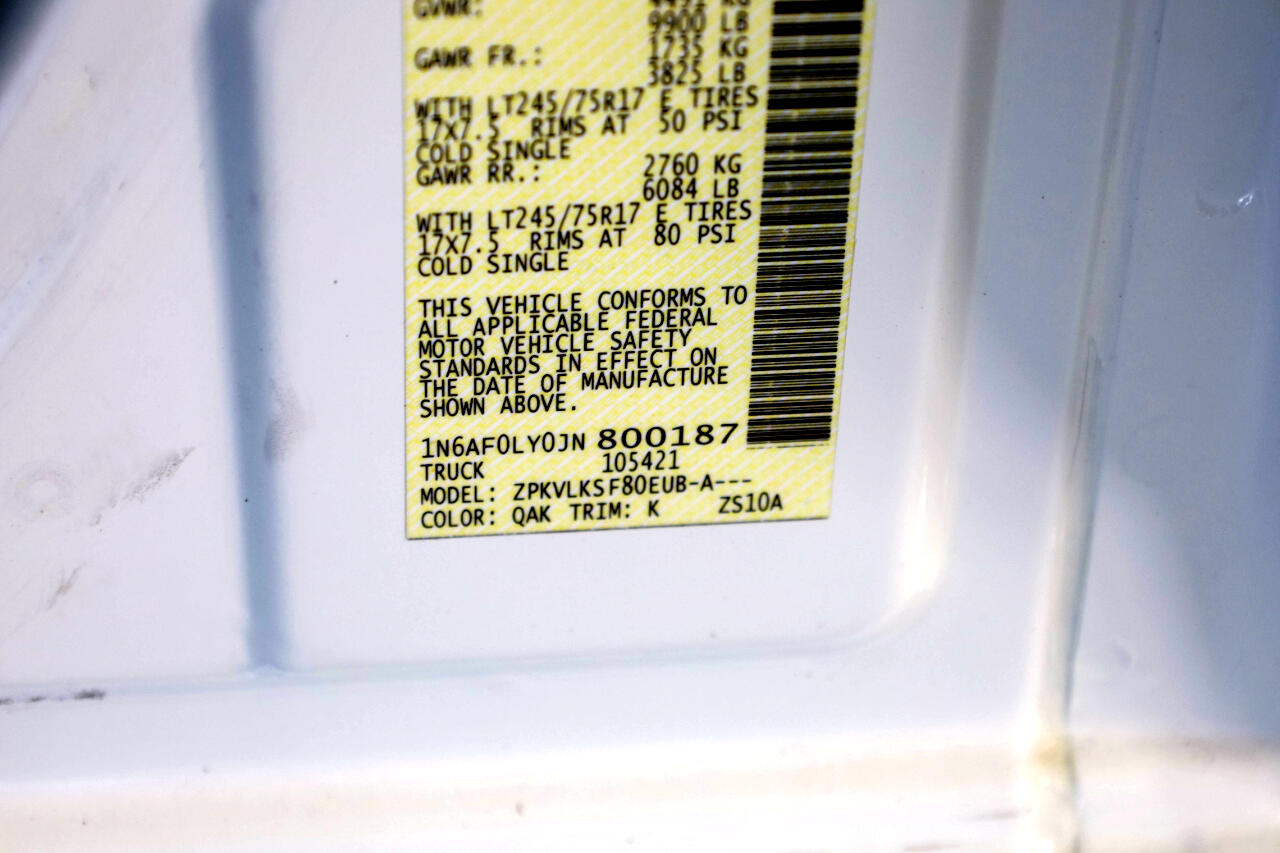 GVWR: 4491 KG
9900 LB
GAWR FR.: 1735 KG
3825 LB
WITH LT245/75R17 E TIRES
17x7.5 RIMS AT 50 PSI
COLD SINGLE
GAWR RR.: 2760 KG
6084 LB
WITH LT245/75R17 E TIRES
17x7.5 RIMS AT 80 PSI
COLD SINGLE
THIS VEHICLE CONFORMS TO
ALL APPLICABLE FEDERAL
MOTOR VEHICLE SAFETY
STANDARDS IN EFFECT ON
THE DATE OF MANUFACTURE
SHOWN ABOVE.
1N6AF0LY0JN 800187
TRUCK 105421
MODEL: ZPKVLKSF80EUB-A---
COLOR: QAK TRIM: K ZS10A